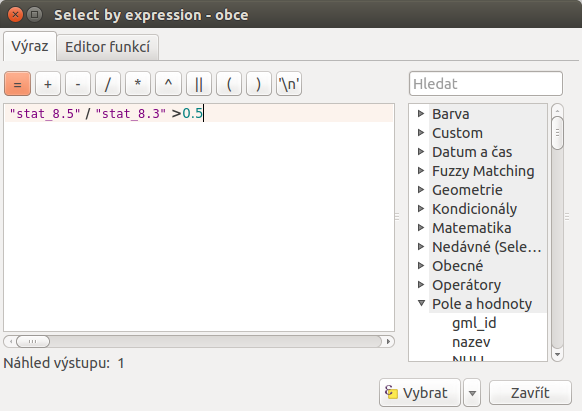 Select by expression - obce
Výraz
Editor funkcí
= + - / * ^ || ( ) '\n'
Hledat
"stat_8.5" / "stat_8.3" >0.5
Barva
Custom
Datum a čas
Fuzzy Matching
Geometrie
Kondicionály
Matematika
Nedávné (Sele...
Obecné
Operátory
Pole a hodnoty
gml_id
nazev
NULL
Náhled výstupu: 1
Vybrat
Zavřít